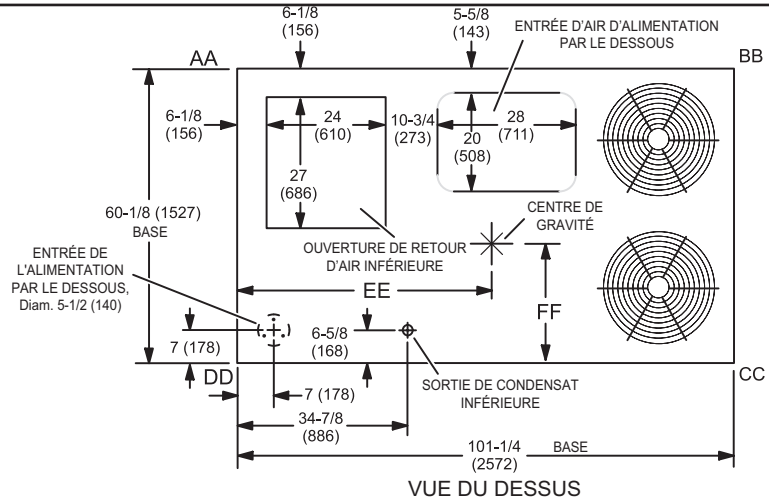 6-1/8
(156)
5-5/8
(143)
ENTRÉE D'AIR D'ALIMENTATION
PAR LE DESSOUS
AA
BB
6-1/8
(156)
24
(610)
10-3/4
(273)
28
(711)
20
(508)
27
(686)
60-1/8 (1527)
BASE
CENTRE DE
GRAVITÉ
OUVERTURE DE RETOUR
D'AIR INFÉRIEURE
ENTRÉE DE
L'ALIMENTATION
PAR LE DESSOUS,
Diam. 5-1/2 (140)
EE
FF
7 (178)
6-5/8
(168)
DD
CC
7 (178)
SORTIE DE CONDENSAT
INFÉRIEURE
34-7/8
(886)
101-1/4
(2572)
BASE
VUE DU DESSUS